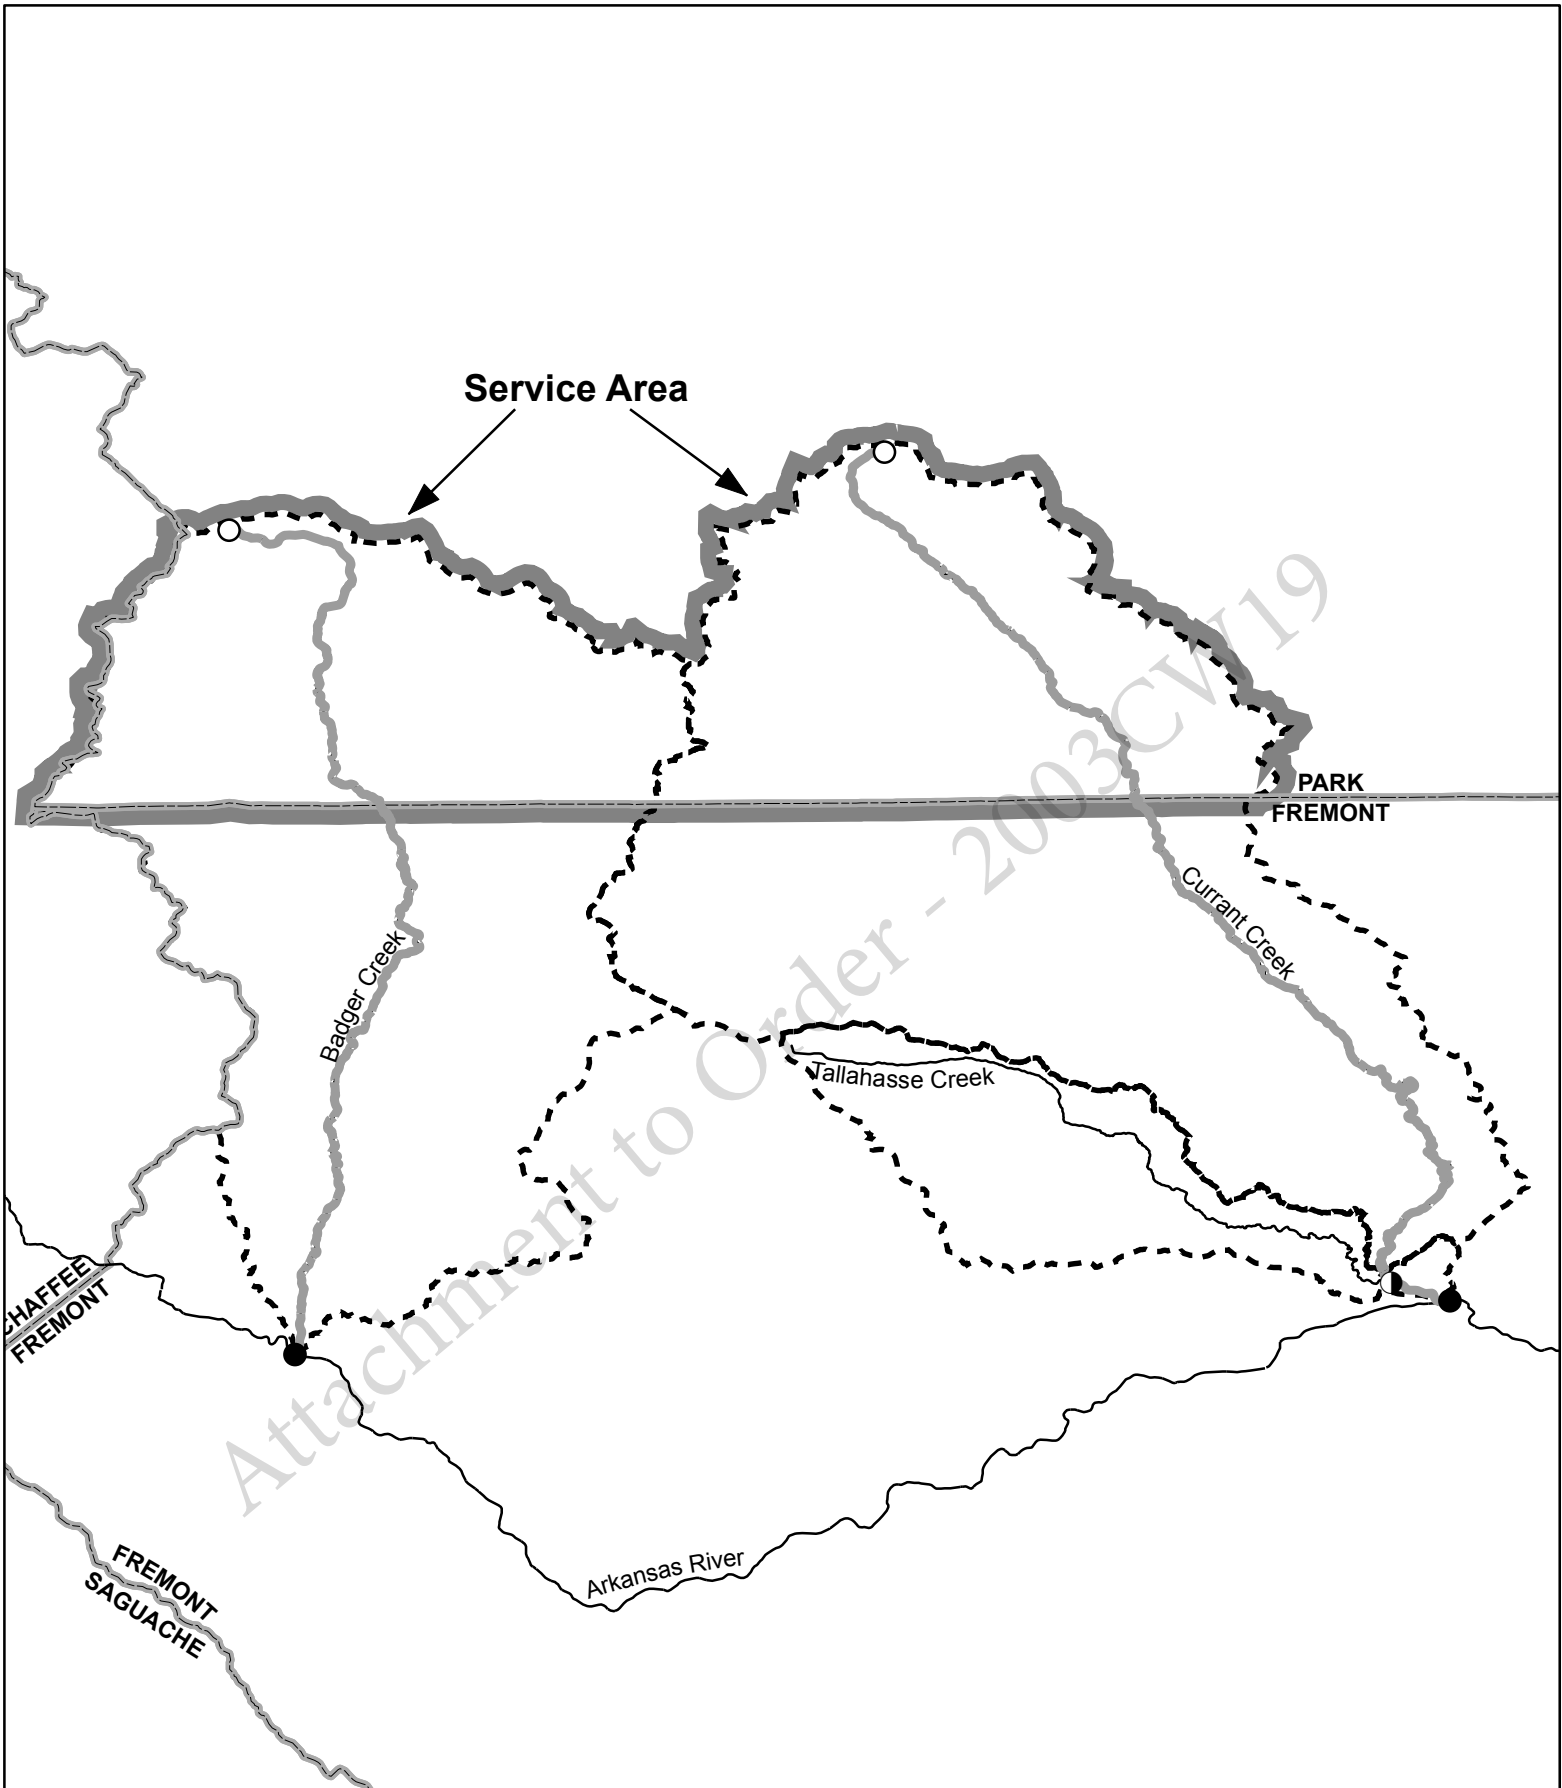 Service Area
PARK
FREMONT
Currant Creek
Badger Creek
Tallahasse Creek
CHAFFEE
FREMONT
Arkansas River
FREMONT
SAGUACHE
Attachment to Order - 2003CW19